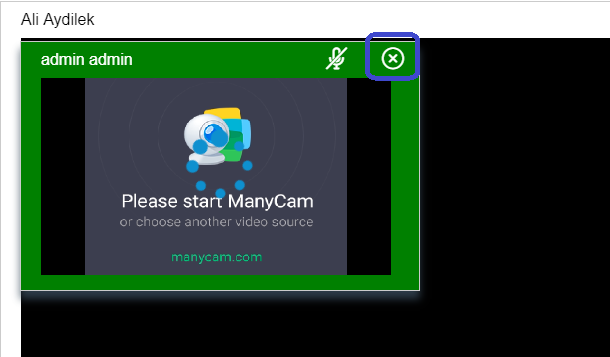 Ali Aydilek
admin admin
Please start ManyCam
or choose another video source
manycam.com